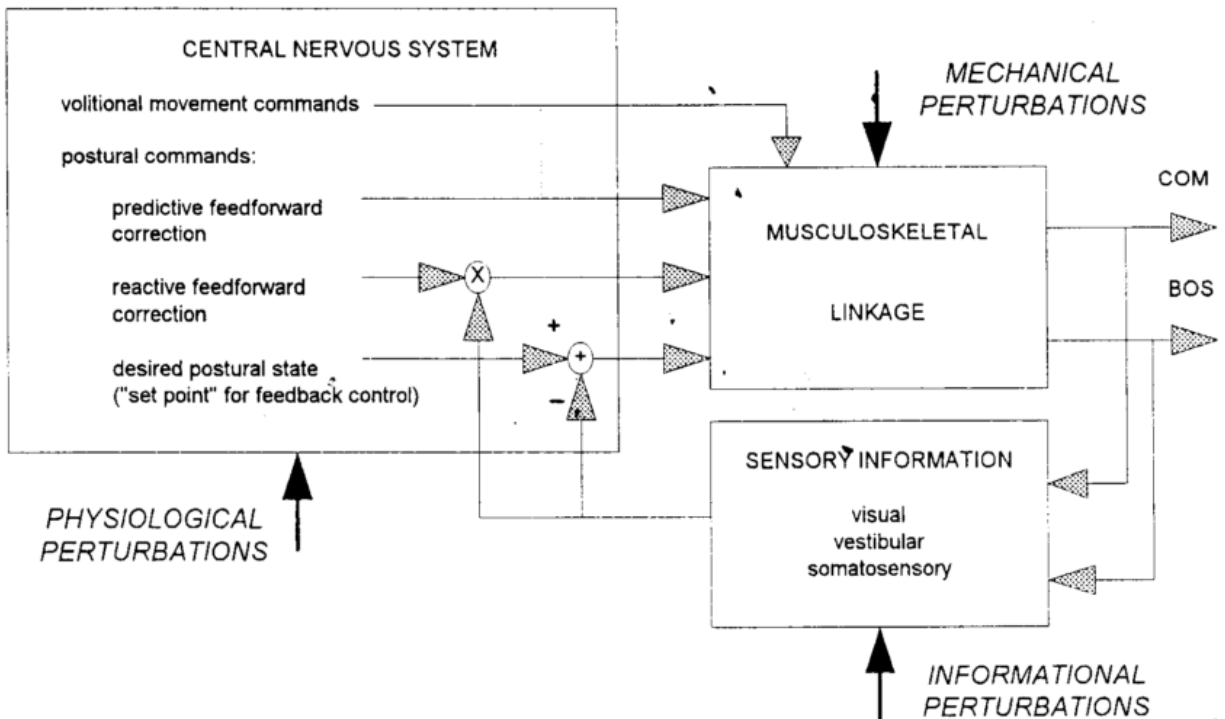 CENTRAL NERVOUS SYSTEM
volitional movement commands
postural commands:
predictive feedforward
correction
reactive feedforward
correction
desired postural state
("set point" for feedback control)
X
+
+
−
MECHANICAL
PERTURBATIONS
MUSCULOSKELETAL
LINKAGE
COM
BOS
SENSORY INFORMATION
visual
vestibular
somatosensory
PHYSIOLOGICAL
PERTURBATIONS
INFORMATIONAL
PERTURBATIONS